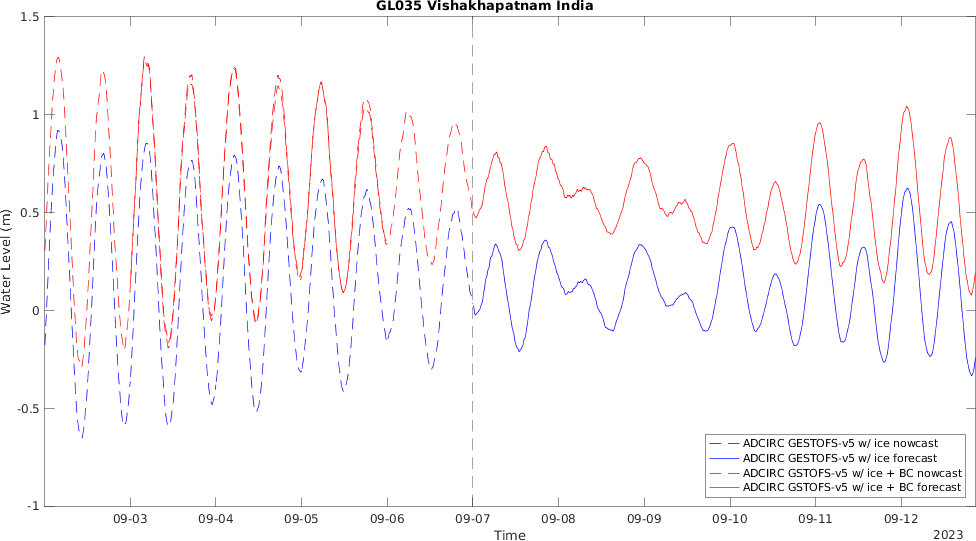 GL035 Vishakhapatnam India
1.5
1
0.5
0
-0.5
-1
Water Level (m)
09-03 09-04 09-05 09-06 09-07 09-08 09-09 09-10 09-11 09-12
Time
2023
ADCIRC GESTOFS-v5 w/ ice nowcast
ADCIRC GESTOFS-v5 w/ ice forecast
ADCIRC GSTOFS-v5 w/ice + BC nowcast
ADCIRC GSTOFS-v5 w/ice + BC forecast